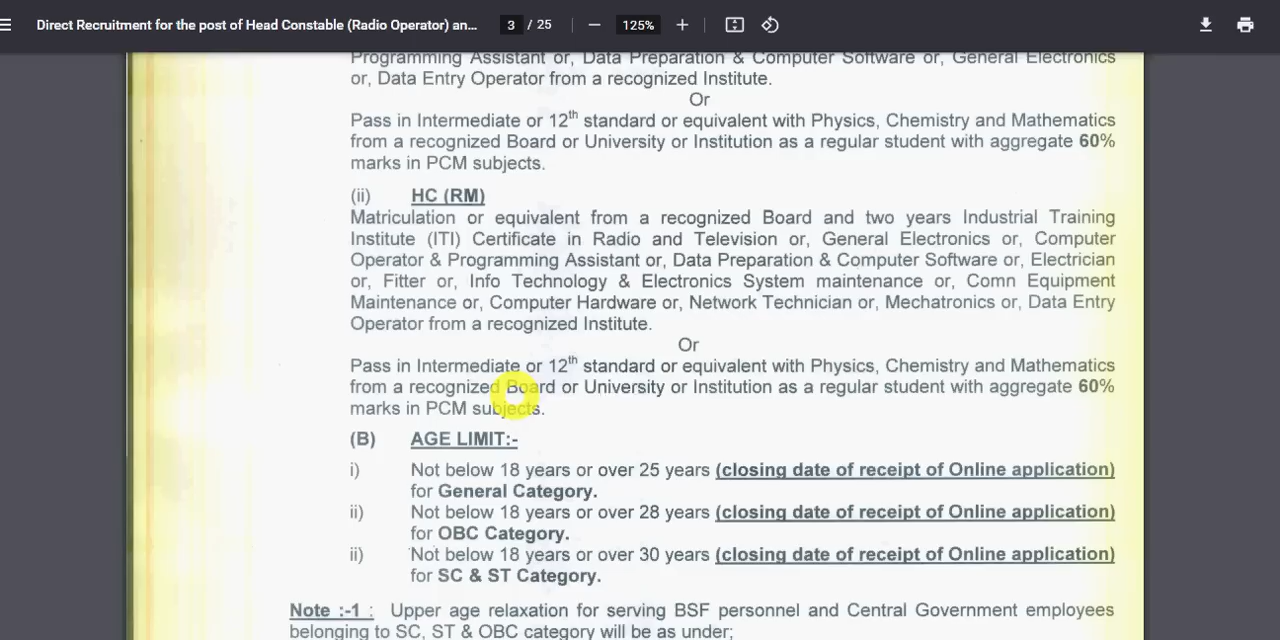 Direct Recruitment for the post of Head Constable (Radio Operator) an...
3 / 25
125%
Programming Assistant or, Data Preparation & Computer Software or, General Electronics
or, Data Entry Operator from a recognized Institute.
Or
Pass in Intermediate or 12th standard or equivalent with Physics, Chemistry and Mathematics
from a recognized Board or University or Institution as a regular student with aggregate 60%
marks in PCM subjects.
(ii) HC (RM)
Matriculation or equivalent from a recognized Board and two years Industrial Training
Institute (ITI) Certificate in Radio and Television or, General Electronics or, Computer
Operator & Programming Assistant or, Data Preparation & Computer Software or, Electrician
or, Fitter or, Info Technology & Electronics System maintenance or, Comn Equipment
Maintenance or, Computer Hardware or, Network Technician or, Mechatronics or, Data Entry
Operator from a recognized Institute.
Or
Pass in Intermediate or 12th standard or equivalent with Physics, Chemistry and Mathematics
from a recognized Board or University or Institution as a regular student with aggregate 60%
marks in PCM subjects.
(B) AGE LIMIT:-
i) Not below 18 years or over 25 years (closing date of receipt of Online application)
for General Category.
ii) Not below 18 years or over 28 years (closing date of receipt of Online application)
for OBC Category.
ii) Not below 18 years or over 30 years (closing date of receipt of Online application)
for SC & ST Category.
Note :-1 : Upper age relaxation for serving BSF personnel and Central Government employees
belonging to SC, ST & OBC category will be as under;